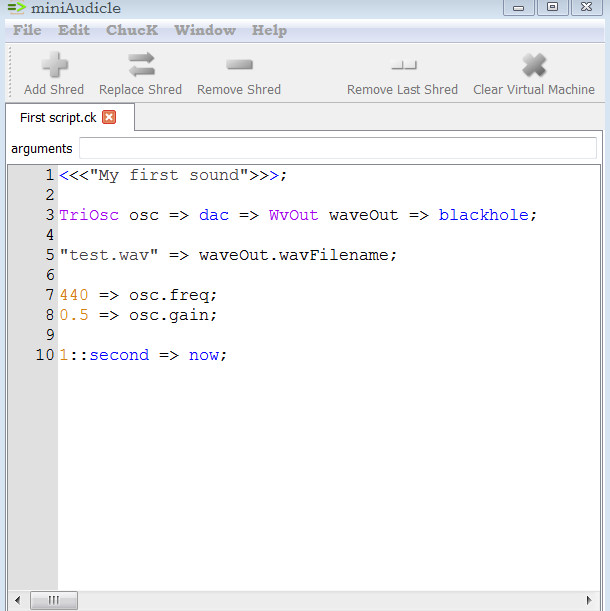 miniAudicle
File Edit ChucK Window Help
Add Shred Replace Shred Remove Shred Remove Last Shred Clear Virtual Machine
First script.ck
arguments
1 <<<"My first sound">>>;
2
3 TriOsc osc => dac => WvOut waveOut => blackhole;
4
5 "test.wav" => waveOut.wavFilename;
6
7 440 => osc.freq;
8 0.5 => osc.gain;
9
10 1::second => now;